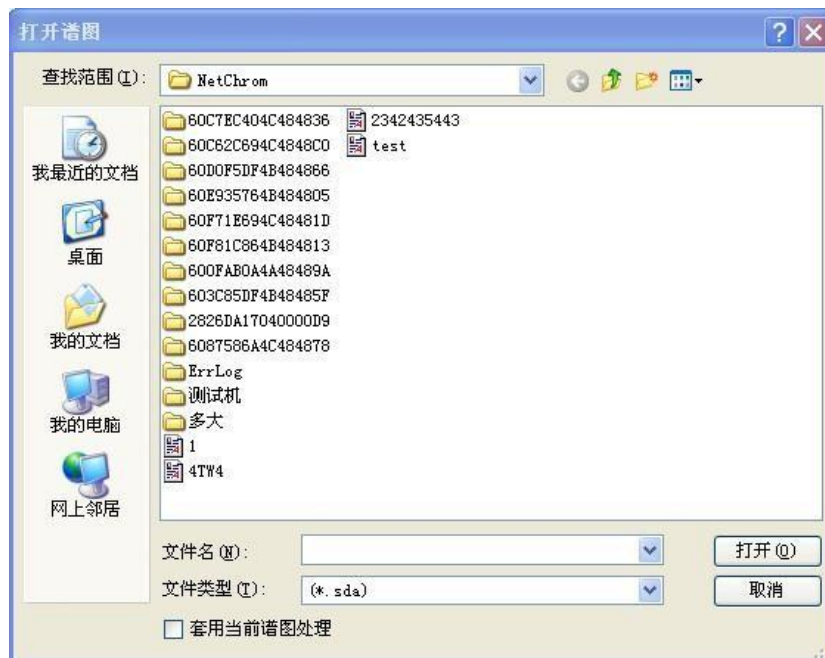 打开谱图
查找范围(I):
NetChrom
我最近的文档
桌面
我的文档
我的电脑
网上邻居
60C7EC404C484836
60C62C694C4848C0
60D0F5DF4B484866
60E935764B484805
60F71E694C48481D
60F81C864B484813
600FAB0A4A48489A
603C85DF4B48485F
2826DA17040000D9
6087586A4C484878
ErrLog
测试机
多犬
1
4TW4
2342435443
test
文件名(N):
打开(O)
文件类型(T):
(*.sda)
取消
套用当前谱图处理